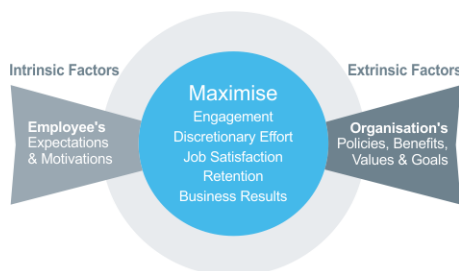 Intrinsic Factors
Extrinsic Factors
Employee's
Expectations
& Motivations
Maximise
Engagement
Discretionary Effort
Job Satisfaction
Retention
Business Results
Organisation's
Policies, Benefits,
Values & Goals